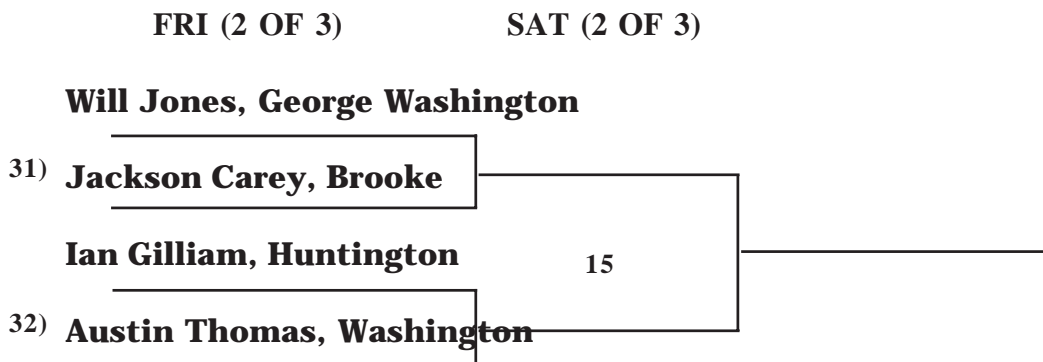 FRI (2 OF 3) SAT (2 OF 3)
Will Jones, George Washington
31) Jackson Carey, Brooke
Ian Gilliam, Huntington
15
32) Austin Thomas, Washington